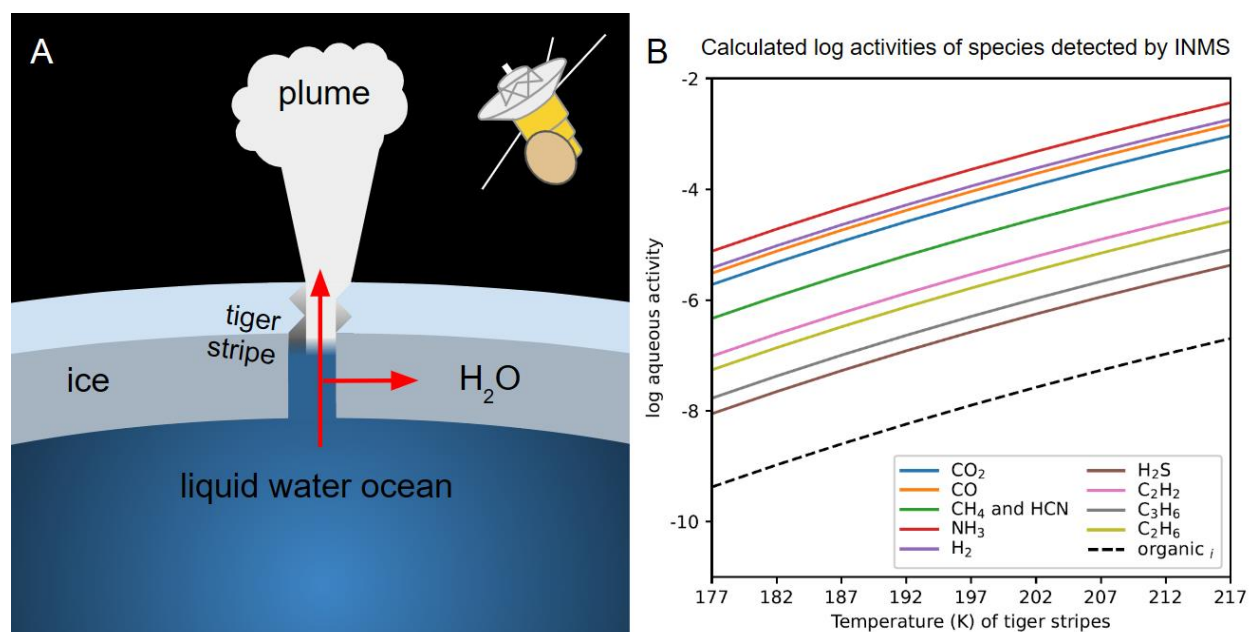 A
plume
tiger
stripe
ice
H₂O
liquid water ocean
B
Calculated log activities of species detected by INMS
log aqueous activity
-2
-4
-6
-8
-10
CO₂
CO
CH₄ and HCN
NH₃
H₂
H₂S
C₂H₂
C₃H₆
C₂H₆
organic ᵢ
177 182 187 192 197 202 207 212 217
Temperature (K) of tiger stripes